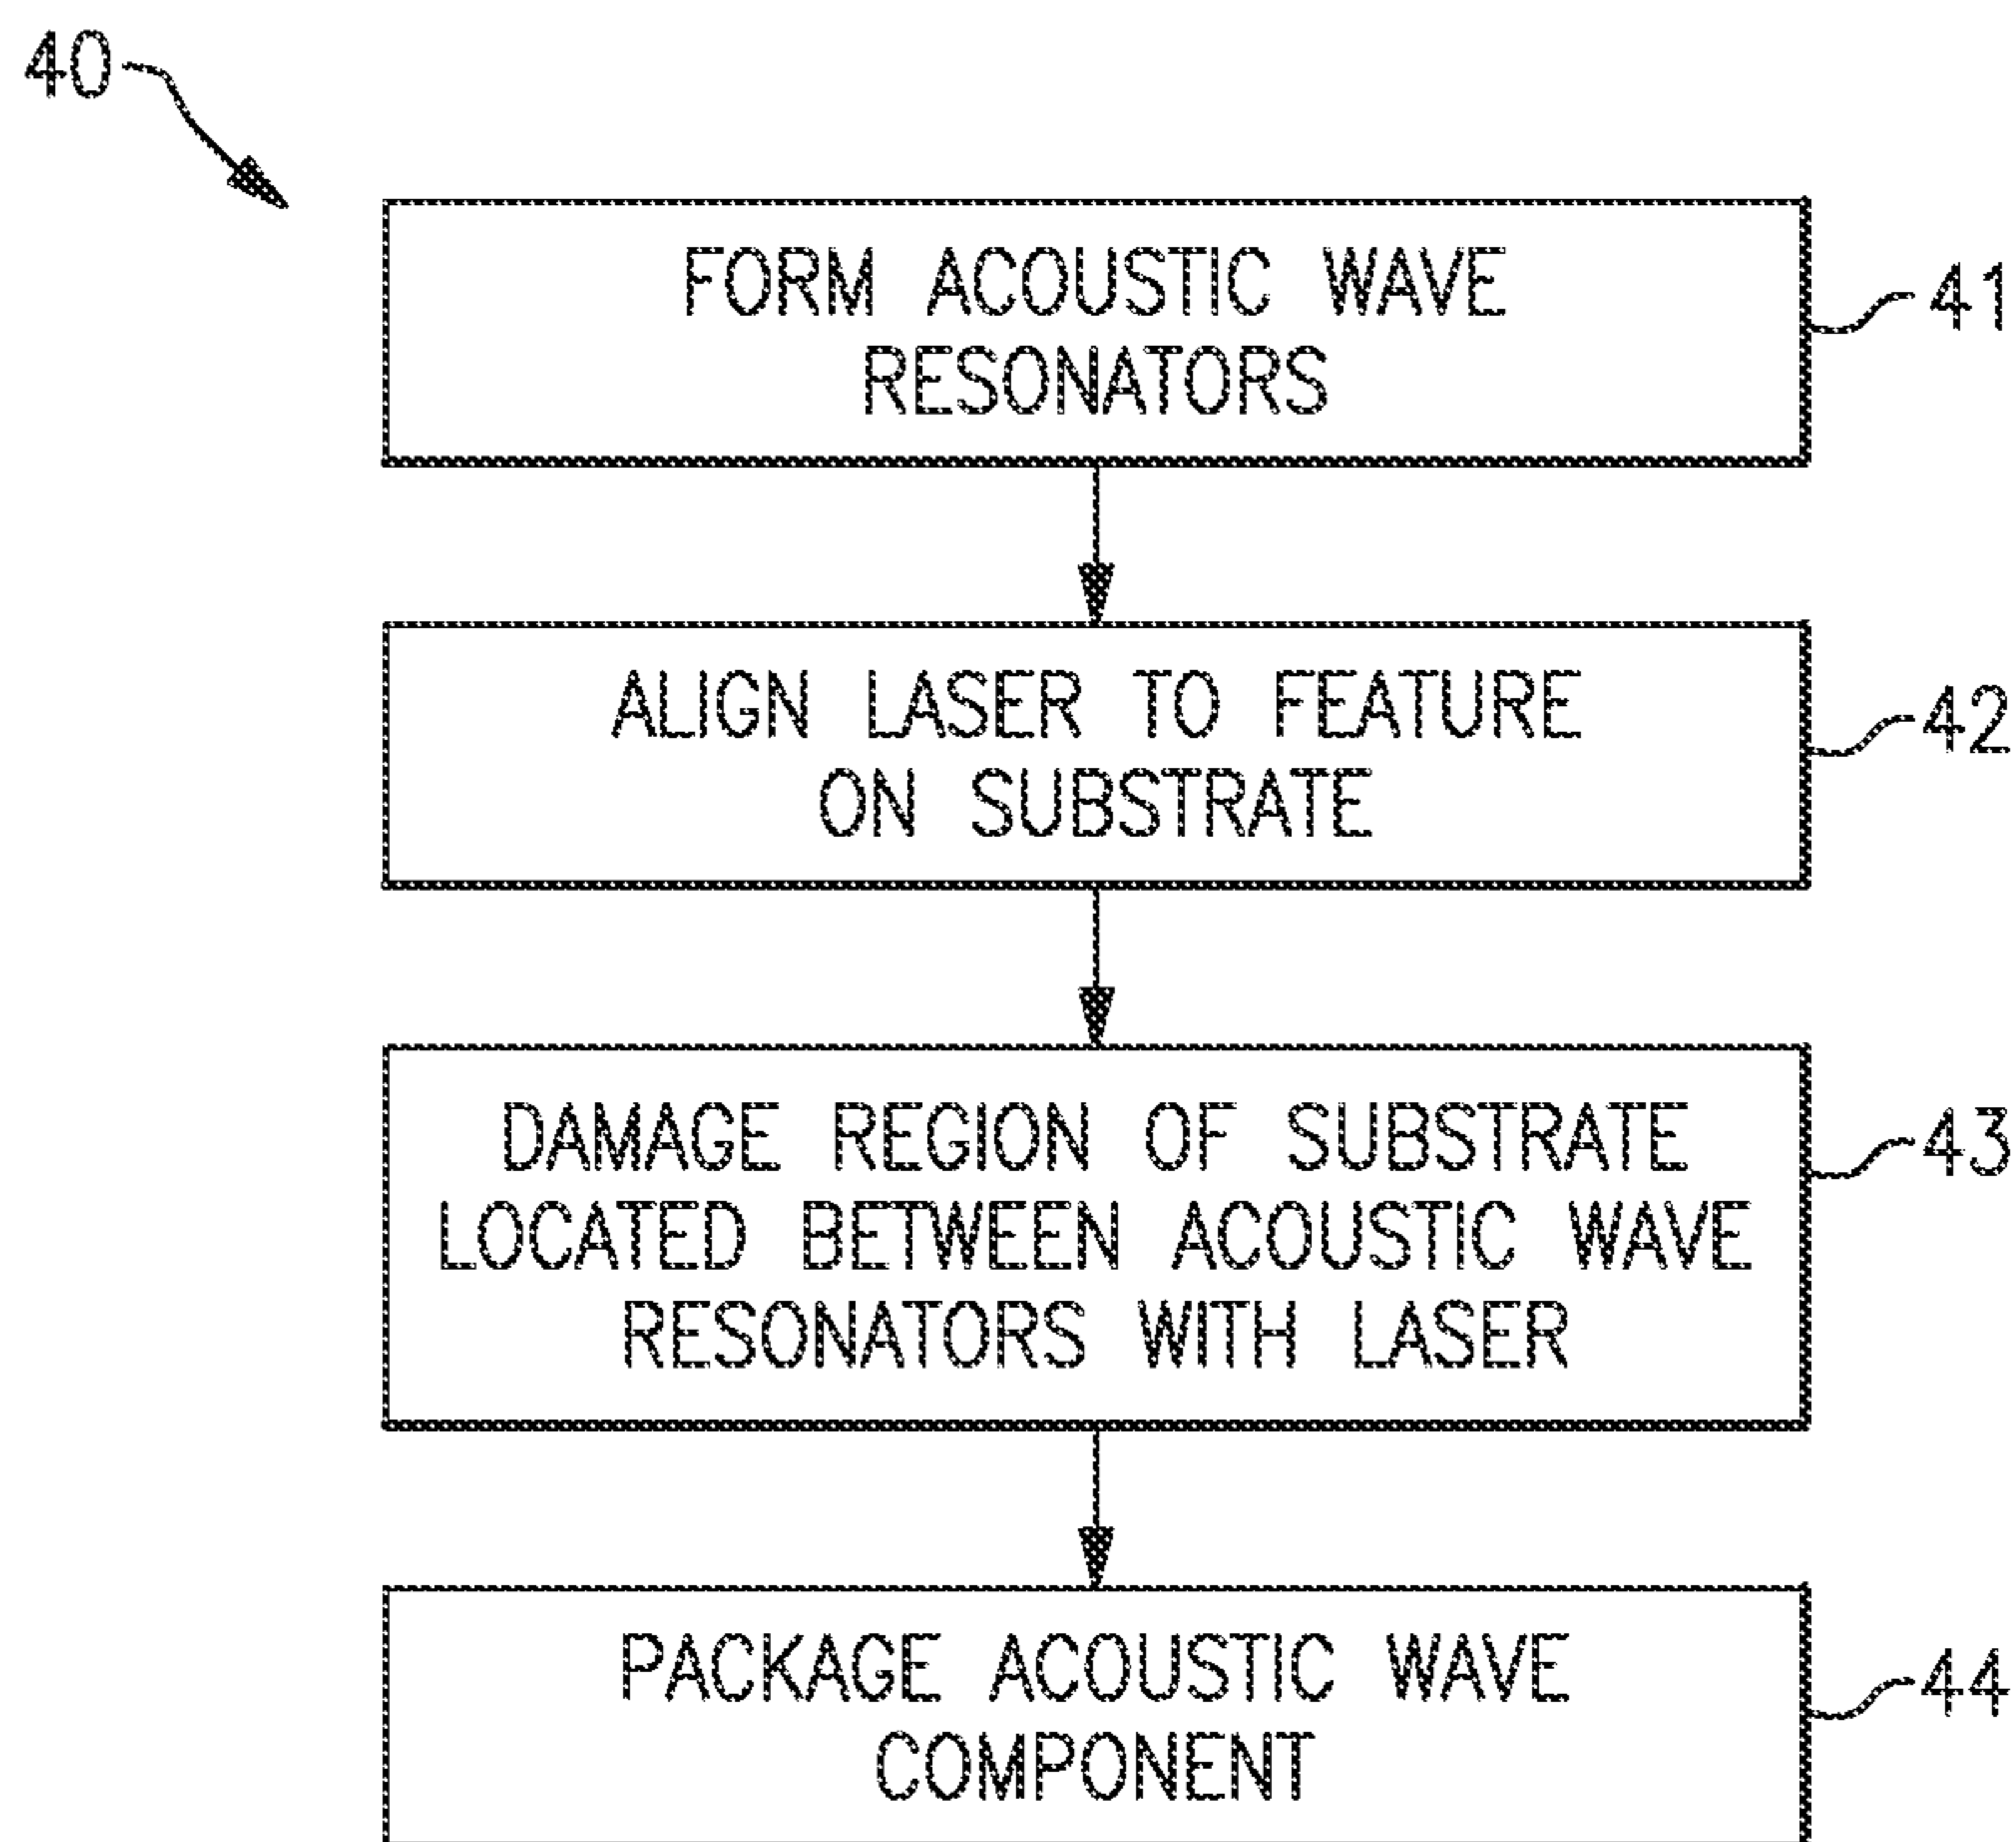 40
FORM ACOUSTIC WAVE
RESONATORS
41
ALIGN LASER TO FEATURE
ON SUBSTRATE
42
DAMAGE REGION OF SUBSTRATE
LOCATED BETWEEN ACOUSTIC WAVE
RESONATORS WITH LASER
43
PACKAGE ACOUSTIC WAVE
COMPONENT
44